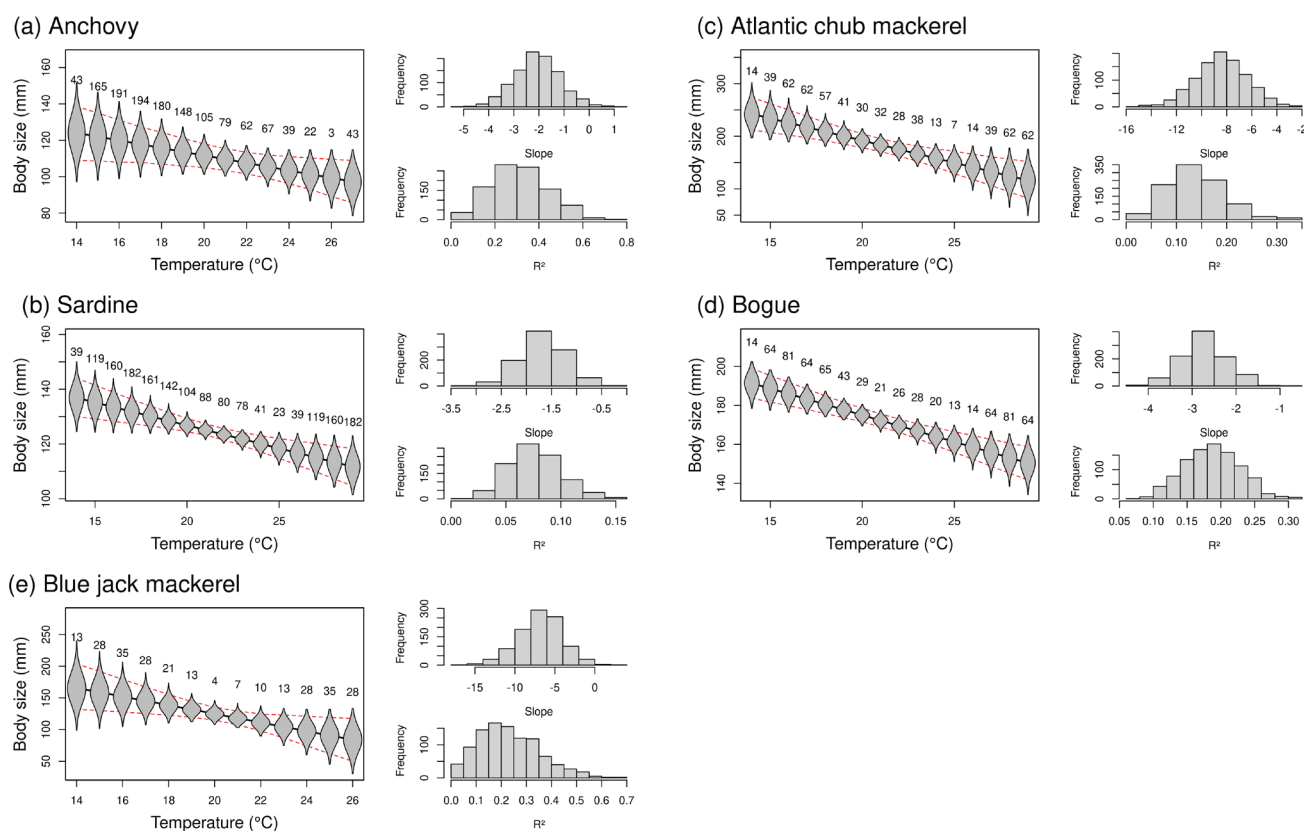 (a) Anchovy
160
140
120
100
80
Body size (mm)
43 165 191 194 180 148 105 79 62 67 39 22 3 43
14 16 18 20 22 24 26
Temperature (°C)
Frequency
0 100
-5 -4 -3 -2 -1 0 1
Slope
Frequency
0 150
0.0 0.2 0.4 0.6 0.8
R²
(c) Atlantic chub mackerel
300
200
100
50
Body size (mm)
14 39 62 62 57 41 30 32 28 38 13 7 14 39 62 62
15 20 25
Temperature (°C)
Frequency
0 100
-16 -12 -8 -6 -4 -2
Slope
Frequency
0 150 350
0.00 0.10 0.20 0.30
R²
(b) Sardine
160
140
120
100
Body size (mm)
39 119 160 182 161 142 104 88 80 78 41 23 39 119 160 182
15 20 25
Temperature (°C)
Frequency
0 200
-3.5 -2.5 -1.5 -0.5
Slope
Frequency
0 150
0.00 0.05 0.10 0.15
R²
(d) Bogue
200
180
160
140
Body size (mm)
14 64 81 64 65 43 29 21 26 28 20 13 14 64 81 64
15 20 25
Temperature (°C)
Frequency
0 200
-4 -3 -2 -1
Slope
Frequency
0 100
0.05 0.10 0.15 0.20 0.25 0.30
R²
(e) Blue jack mackerel
250
200
150
100
50
Body size (mm)
13 28 35 28 21 13 4 7 10 13 28 35 28
14 16 18 20 22 24 26
Temperature (°C)
Frequency
0 150 300
-15 -10 -5 0
Slope
Frequency
0 100
0.0 0.1 0.2 0.3 0.4 0.5 0.6 0.7
R²